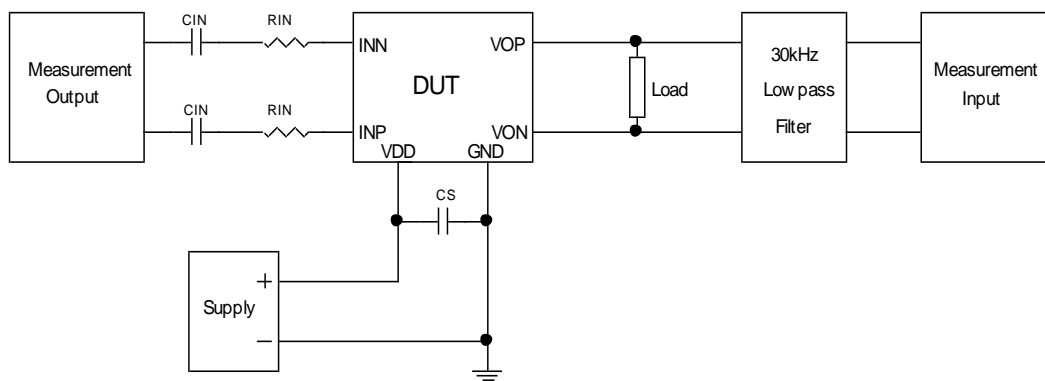 CIN
RIN
Measurement
Output
INN
VOP
DUT
Load
30kHz
Low pass
Filter
Measurement
Input
CIN
RIN
INP
VON
VDD
GND
CS
Supply
+
−